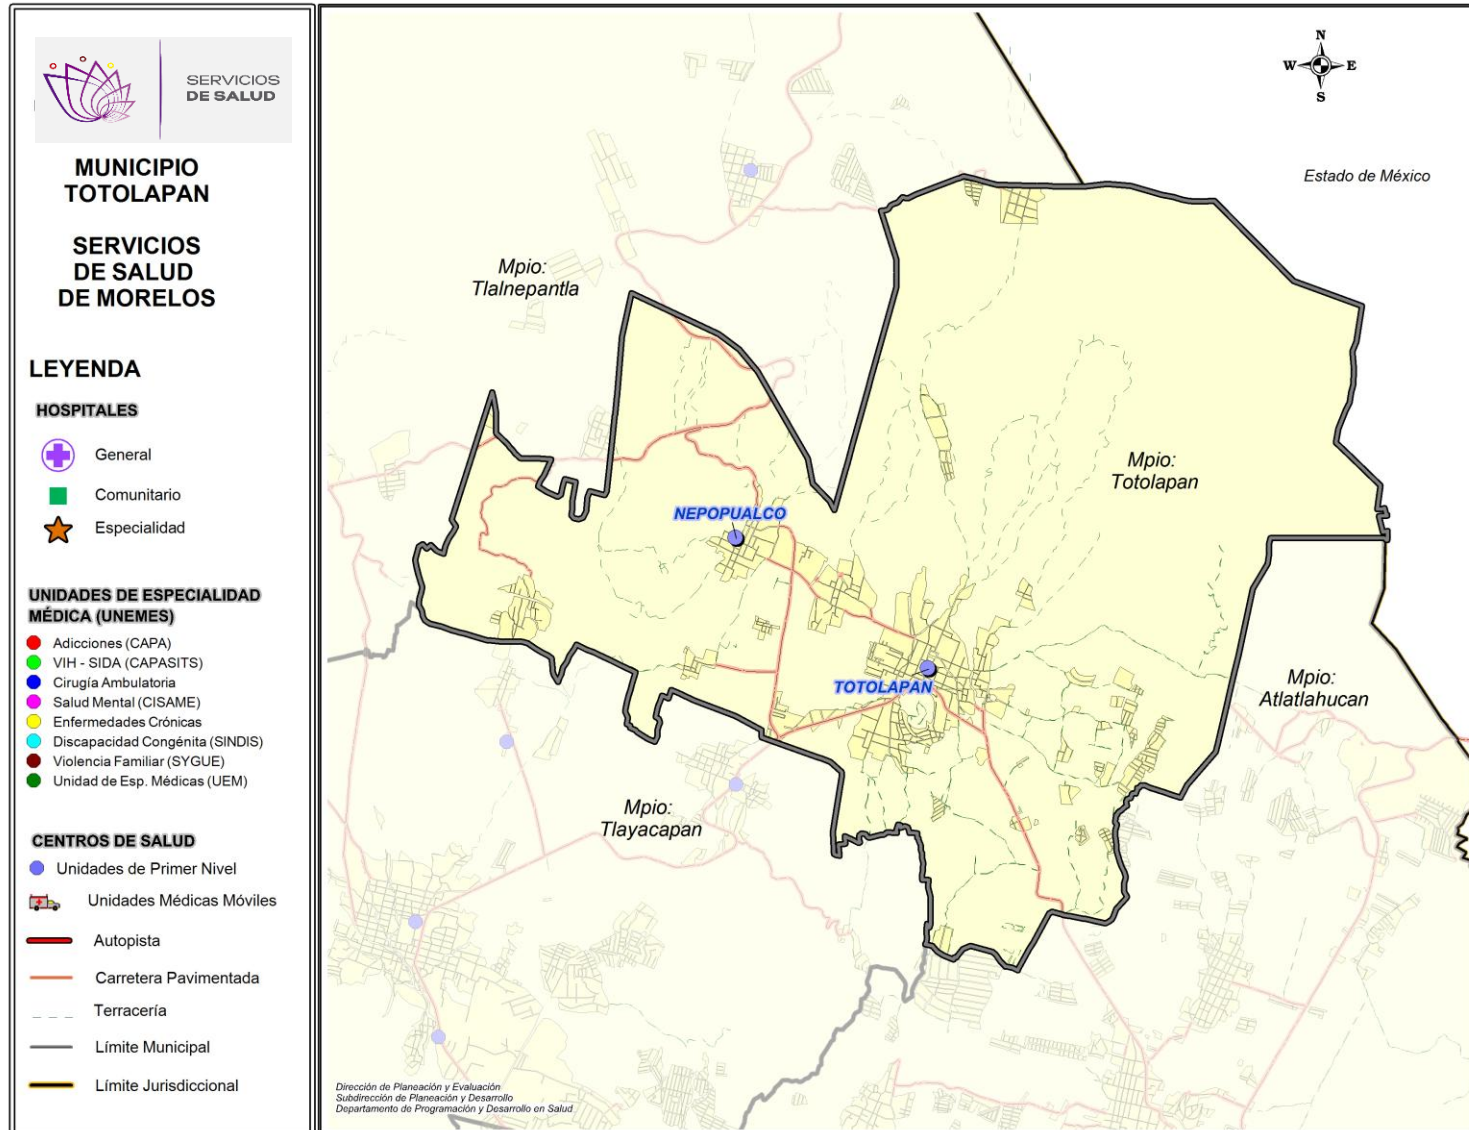 SERVICIOS
DE SALUD
MUNICIPIO
TOTOLAPAN
SERVICIOS
DE SALUD
DE MORELOS
LEYENDA
HOSPITALES
General
Comunitario
Especialidad
UNIDADES DE ESPECIALIDAD
MÉDICA (UNEMES)
Adicciones (CAPA)
VIH - SIDA (CAPASITS)
Cirugía Ambulatoria
Salud Mental (CISAME)
Enfermedades Crónicas
Discapacidad Congénita (SINDIS)
Violencia Familiar (SYGUE)
Unidad de Esp. Médicas (UEM)
CENTROS DE SALUD
Unidades de Primer Nivel
Unidades Médicas Móviles
Autopista
Carretera Pavimentada
Terracería
Límite Municipal
Límite Jurisdiccional
N
W E
S
Estado de México
Mpio:
Tlalnepantla
Mpio:
Totolapan
NEPOPUALCO
TOTOLAPAN
Mpio:
Atlatlahucan
Mpio:
Tlayacapan
Dirección de Planeación y Evaluación
Subdirección de Planeación y Desarrollo
Departamento de Programación y Desarrollo en Salud